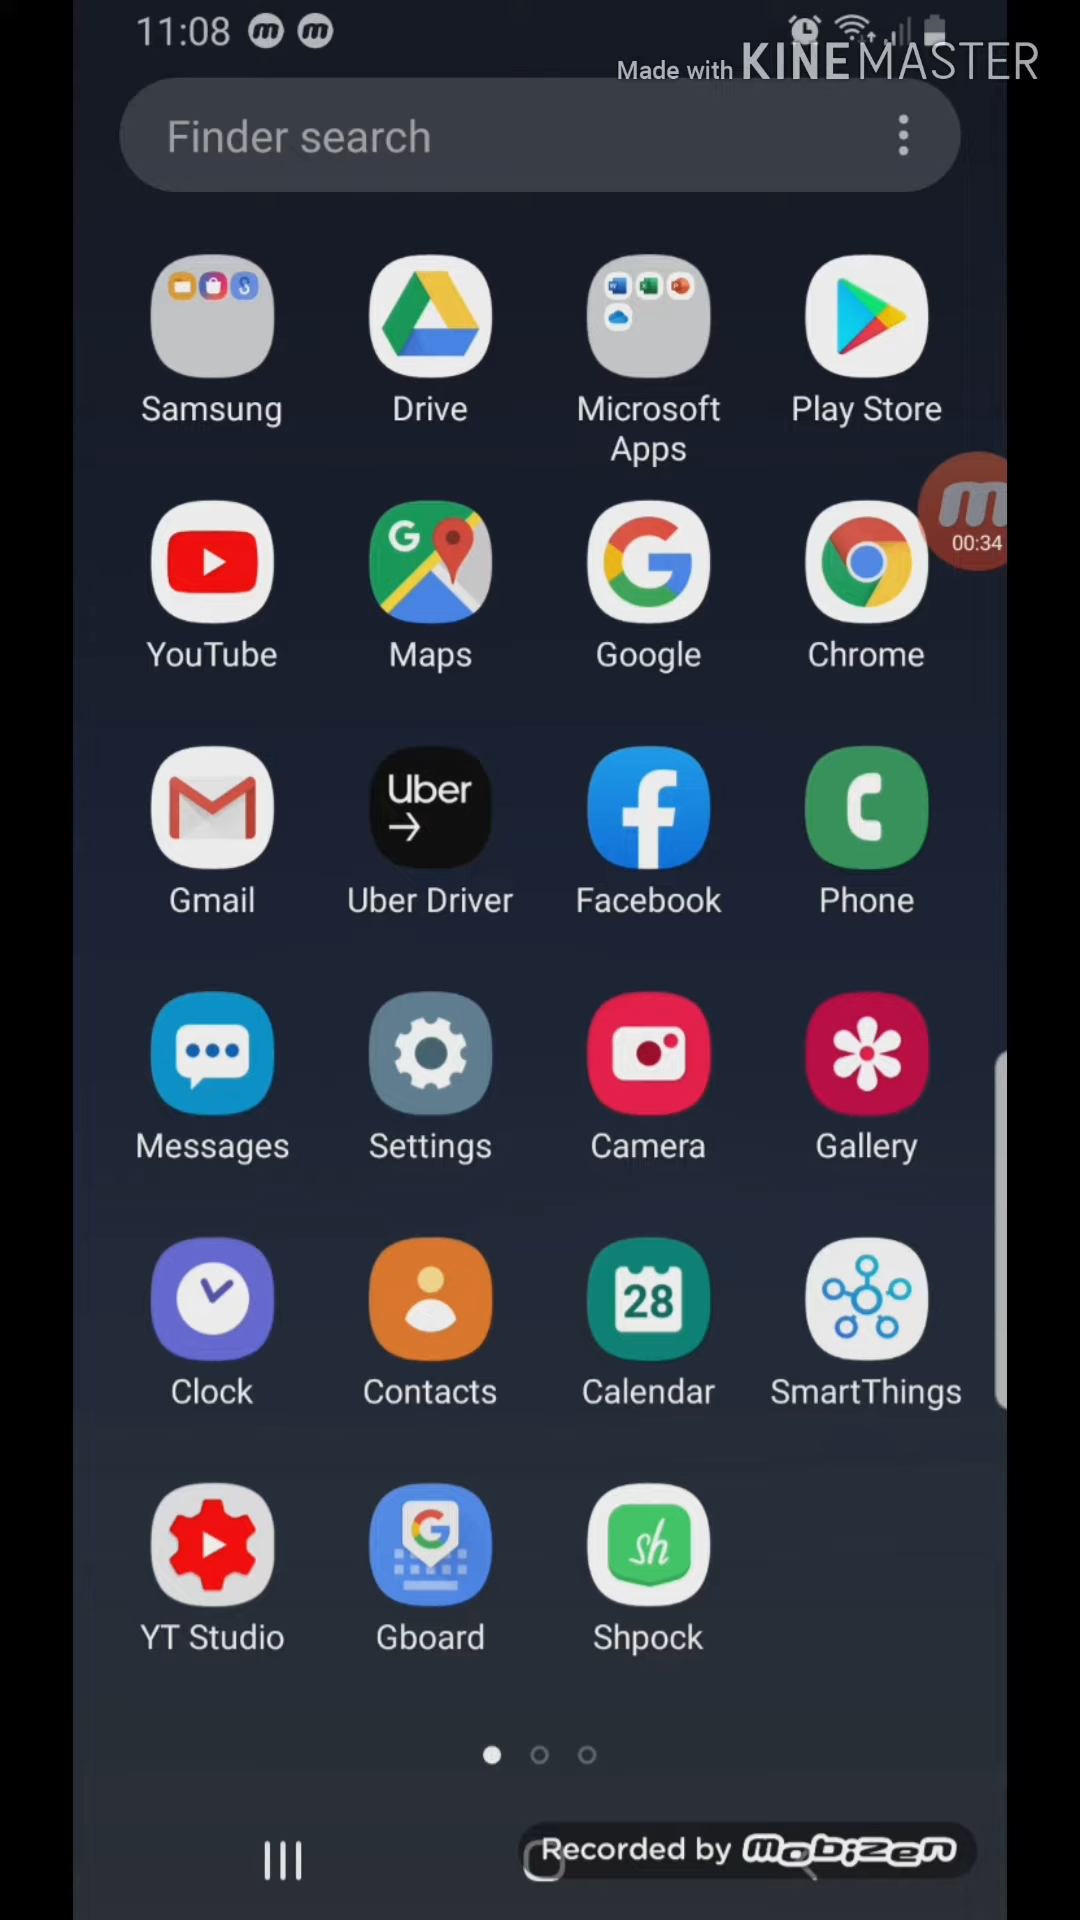 11:08
Made with KINEMASTER
Finder search
Samsung Drive Microsoft Apps Play Store
00:34
YouTube Maps Google Chrome
Uber
Gmail Uber Driver Facebook Phone
Messages Settings Camera Gallery
28
Clock Contacts Calendar SmartThings
sh
YT Studio Gboard Shpock
Recorded by mobizen